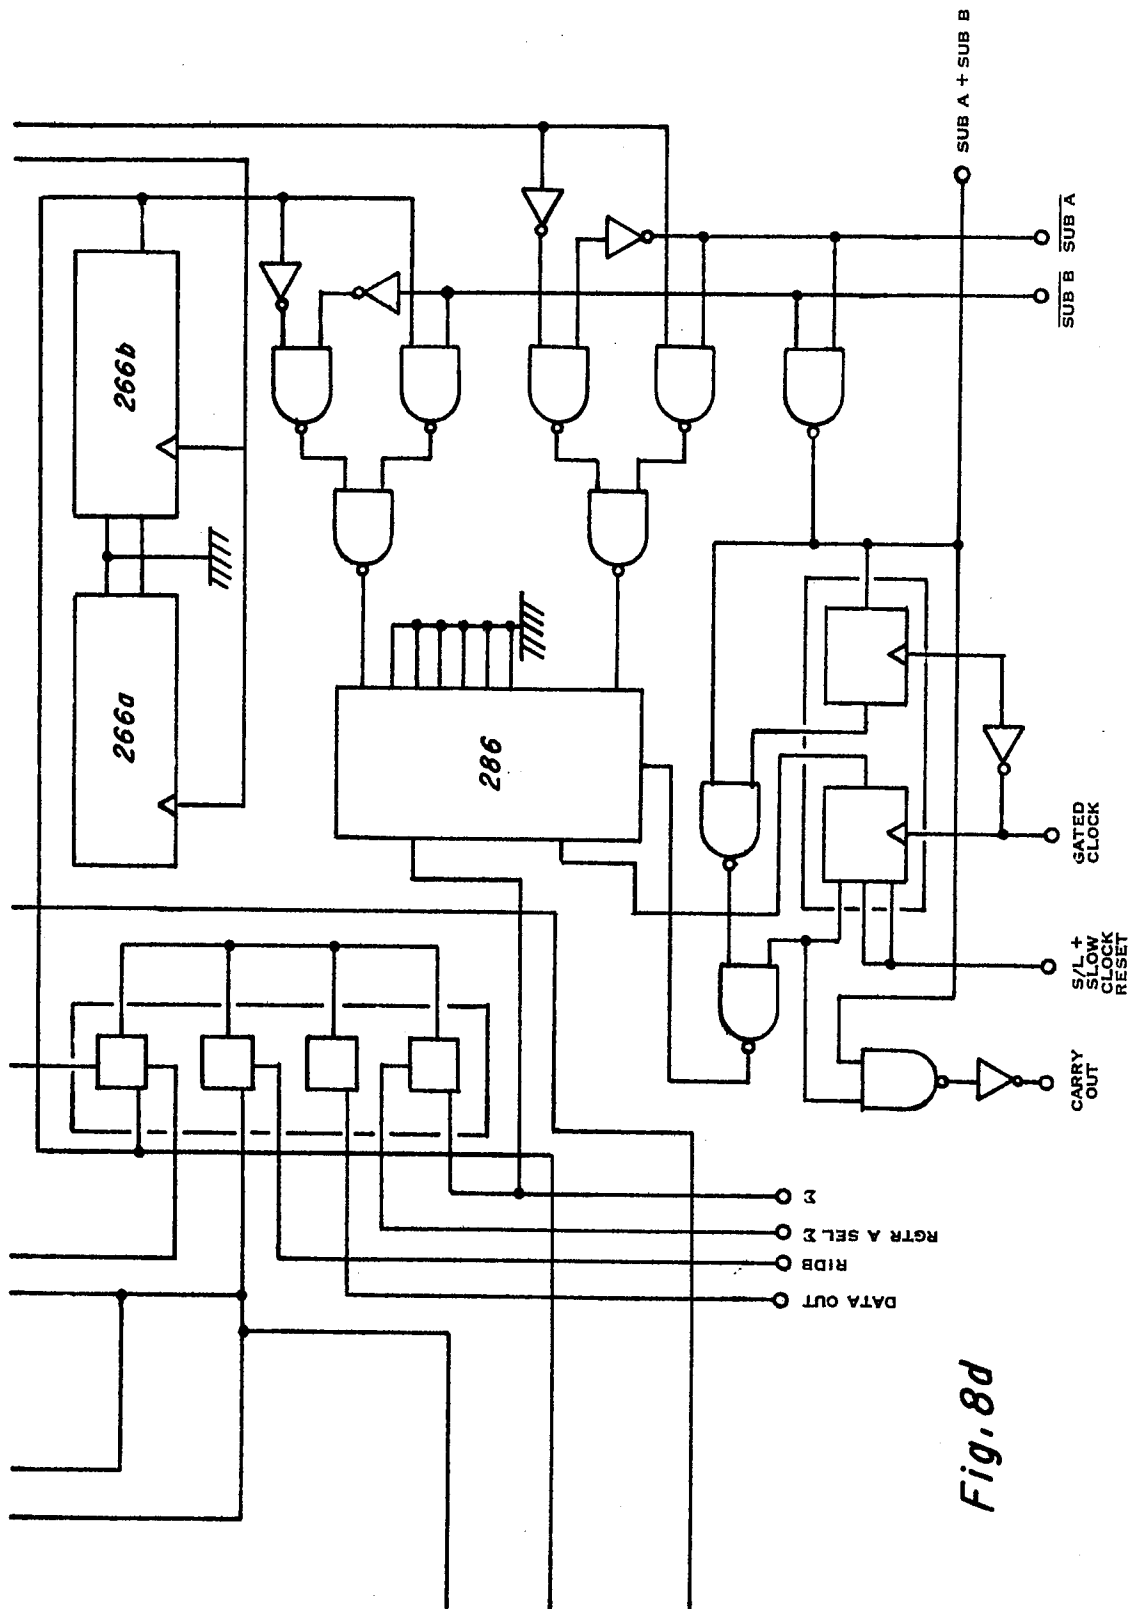 SUB A + SUB B
SUB A
SUB B
266b
266a
286
GATED
CLOCK
S/L +
SLOW
CLOCK
RESET
CARRY
OUT
Σ
RGTR A SEL Σ
RIDB
DATA OUT
Fig. 8d